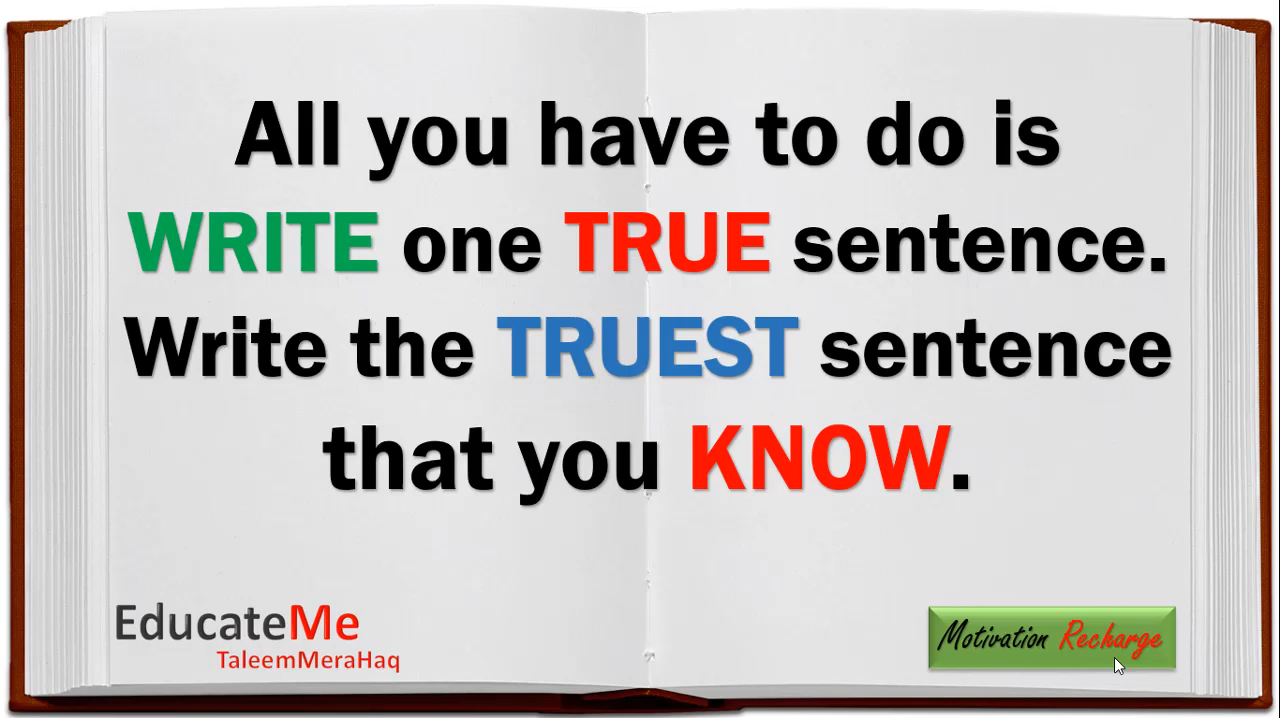 All you have to do is
WRITE one TRUE sentence.
Write the TRUEST sentence
that you KNOW.
EducateMe
TaleemMeraHaq
Motivation Recharge